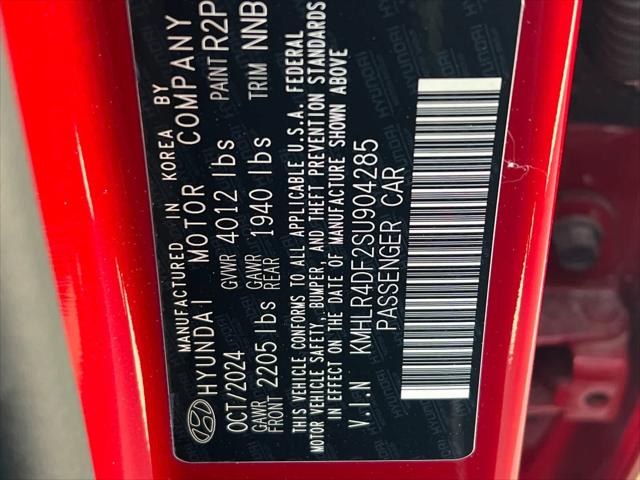 MANUFACTURED IN KOREA BY
HYUNDAI MOTOR COMPANY
OCT/2024 GVWR 4012 lbs PAINT R2P
GAWR FRONT 2205 lbs GAWR REAR 1940 lbs TRIM NNB
THIS VEHICLE CONFORMS TO ALL APPLICABLE U.S.A. FEDERAL
MOTOR VEHICLE SAFETY, BUMPER, AND THEFT PREVENTION STANDARDS
IN EFFECT ON THE DATE OF MANUFACTURE SHOWN ABOVE
V.I.N KMHLR4DF2SU904285
PASSENGER CAR